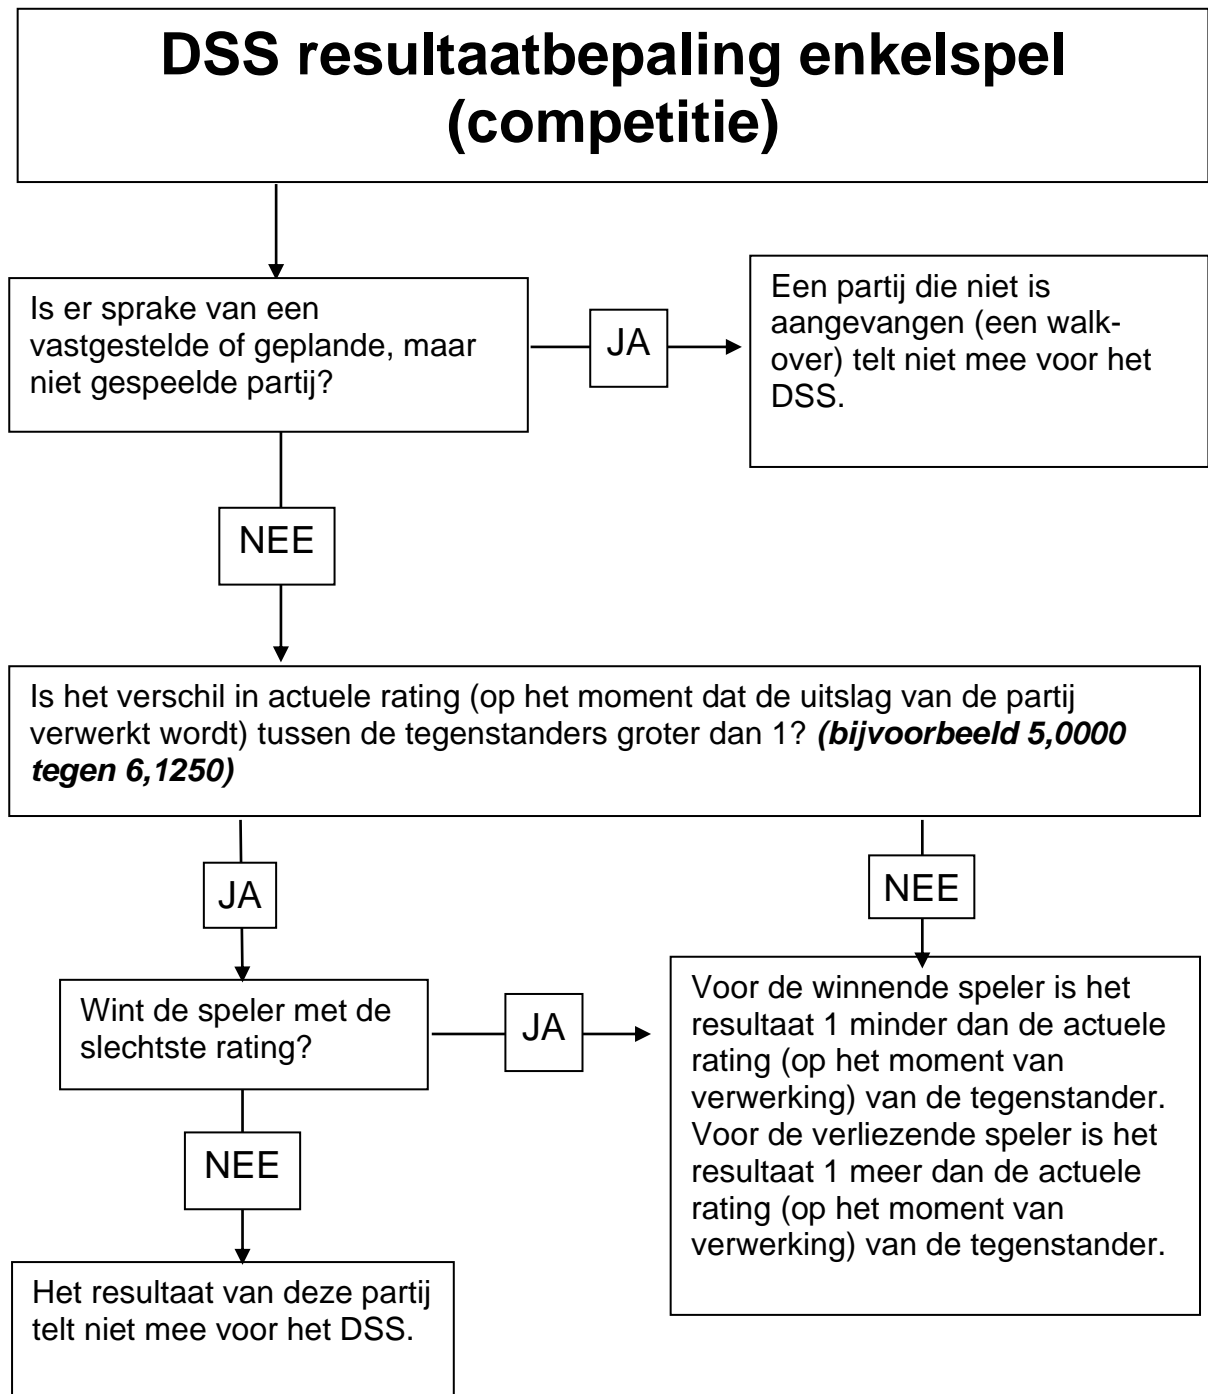 DSS resultaatbepaling enkelspel
(competitie)
Is er sprake van een
vastgestelde of geplande, maar
niet gespeelde partij?
JA
Een partij die niet is
aangevangen (een walk-
over) telt niet mee voor het
DSS.
NEE
Is het verschil in actuele rating (op het moment dat de uitslag van de partij
verwerkt wordt) tussen de tegenstanders groter dan 1? (bijvoorbeeld 5,0000
tegen 6,1250)
JA
NEE
Wint de speler met de
slechtste rating?
JA
Voor de winnende speler is het
resultaat 1 minder dan de actuele
rating (op het moment van
verwerking) van de tegenstander.
Voor de verliezende speler is het
resultaat 1 meer dan de actuele
rating (op het moment van
verwerking) van de tegenstander.
NEE
Het resultaat van deze partij
telt niet mee voor het DSS.